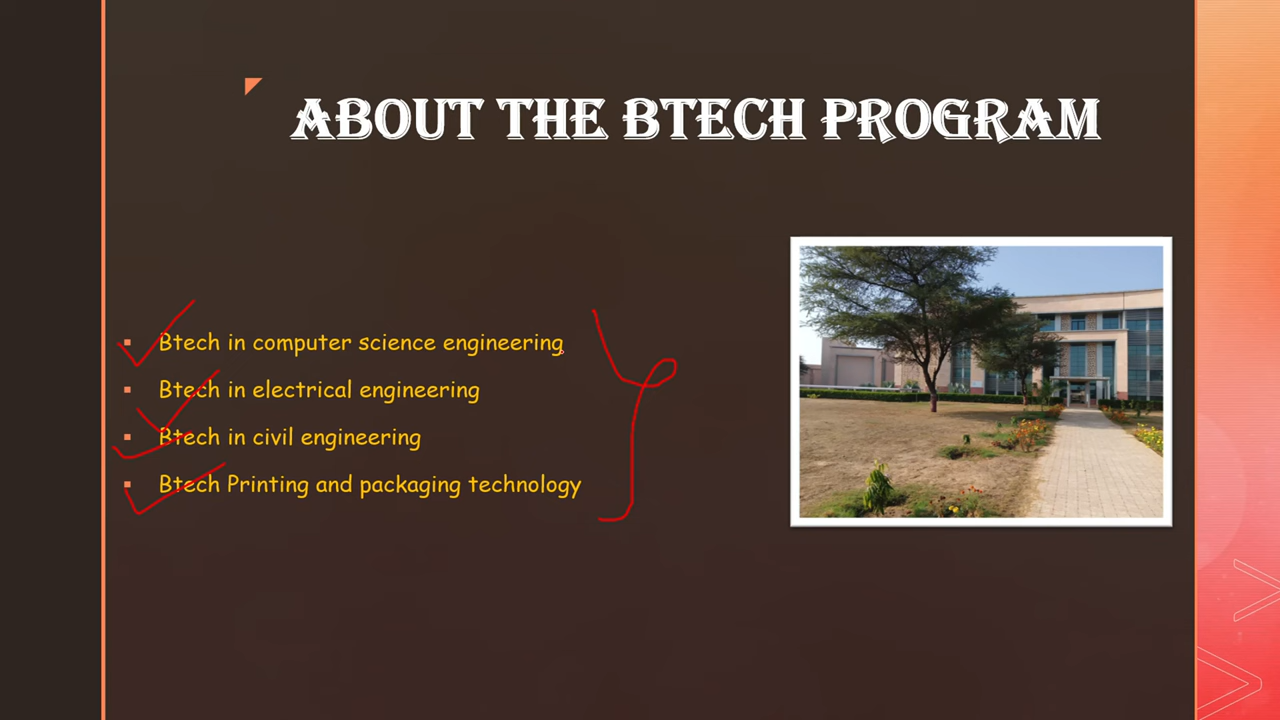 ABOUT THE BTECH PROGRAM
Btech in computer science engineering
Btech in electrical engineering
Btech in civil engineering
Btech Printing and packaging technology